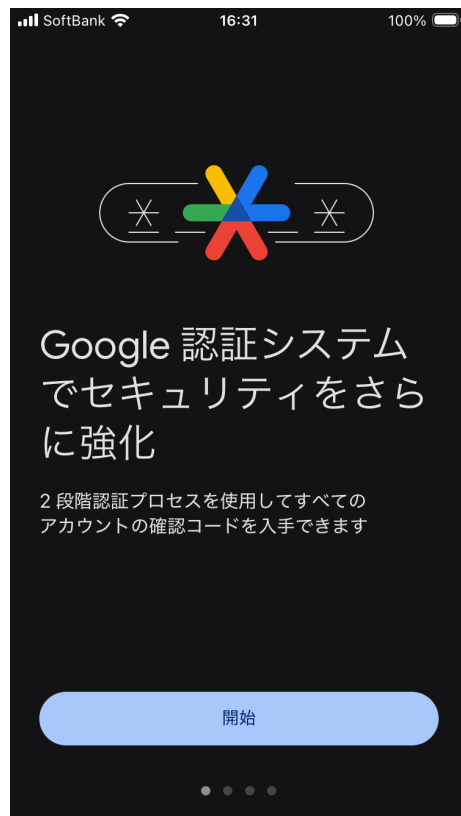 SoftBank 16:31 100%
Google 認証システム
でセキュリティをさら
に強化
2 段階認証プロセスを使用してすべての
アカウントの確認コードを入手できます
開始